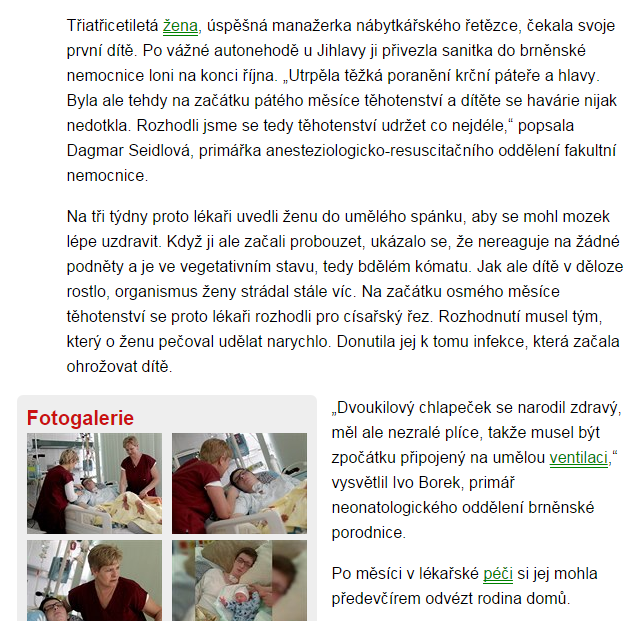 Třiatřicetiletá žena, úspěšná manažerka nábytkářského řetězce, čekala svoje
první dítě. Po vážné autonehodě u Jihlavy ji přivezla sanitka do brněnské
nemocnice loni na konci října. „Utrpěla těžká poranění krční páteře a hlavy.
Byla ale tehdy na začátku pátého měsíce těhotenství a dítěte se havárie nijak
nedotkla. Rozhodli jsme se tedy těhotenství udržet co nejdéle,“ popsala
Dagmar Seidlová, primářka anesteziologicko-resuscitačního oddělení fakultní
nemocnice.
Na tři týdny proto lékaři uvedli ženu do umělého spánku, aby se mohl mozek
lépe uzdravit. Když ji ale začali probouzet, ukázalo se, že nereaguje na žádné
podněty a je ve vegetativním stavu, tedy bdělém kómatu. Jak ale dítě v děloze
rostlo, organismus ženy strádal stále víc. Na začátku osmého měsíce
těhotenství se proto lékaři rozhodli pro císařský řez. Rozhodnutí musel tým,
který o ženu pečoval udělat narychlo. Donutila jej k tomu infekce, která začala
ohrožovat dítě.
Fotogalerie
„Dvoukilový chlapeček se narodil zdravý,
měl ale nezralé plíce, takže musel být
zpočátku připojený na umělou ventilaci,“
vysvětlil Ivo Borek, primář
neonatologického oddělení brněnské
porodnice.
Po měsíci v lékařské péči si jej mohla
předevčírem odvézt rodina domů.